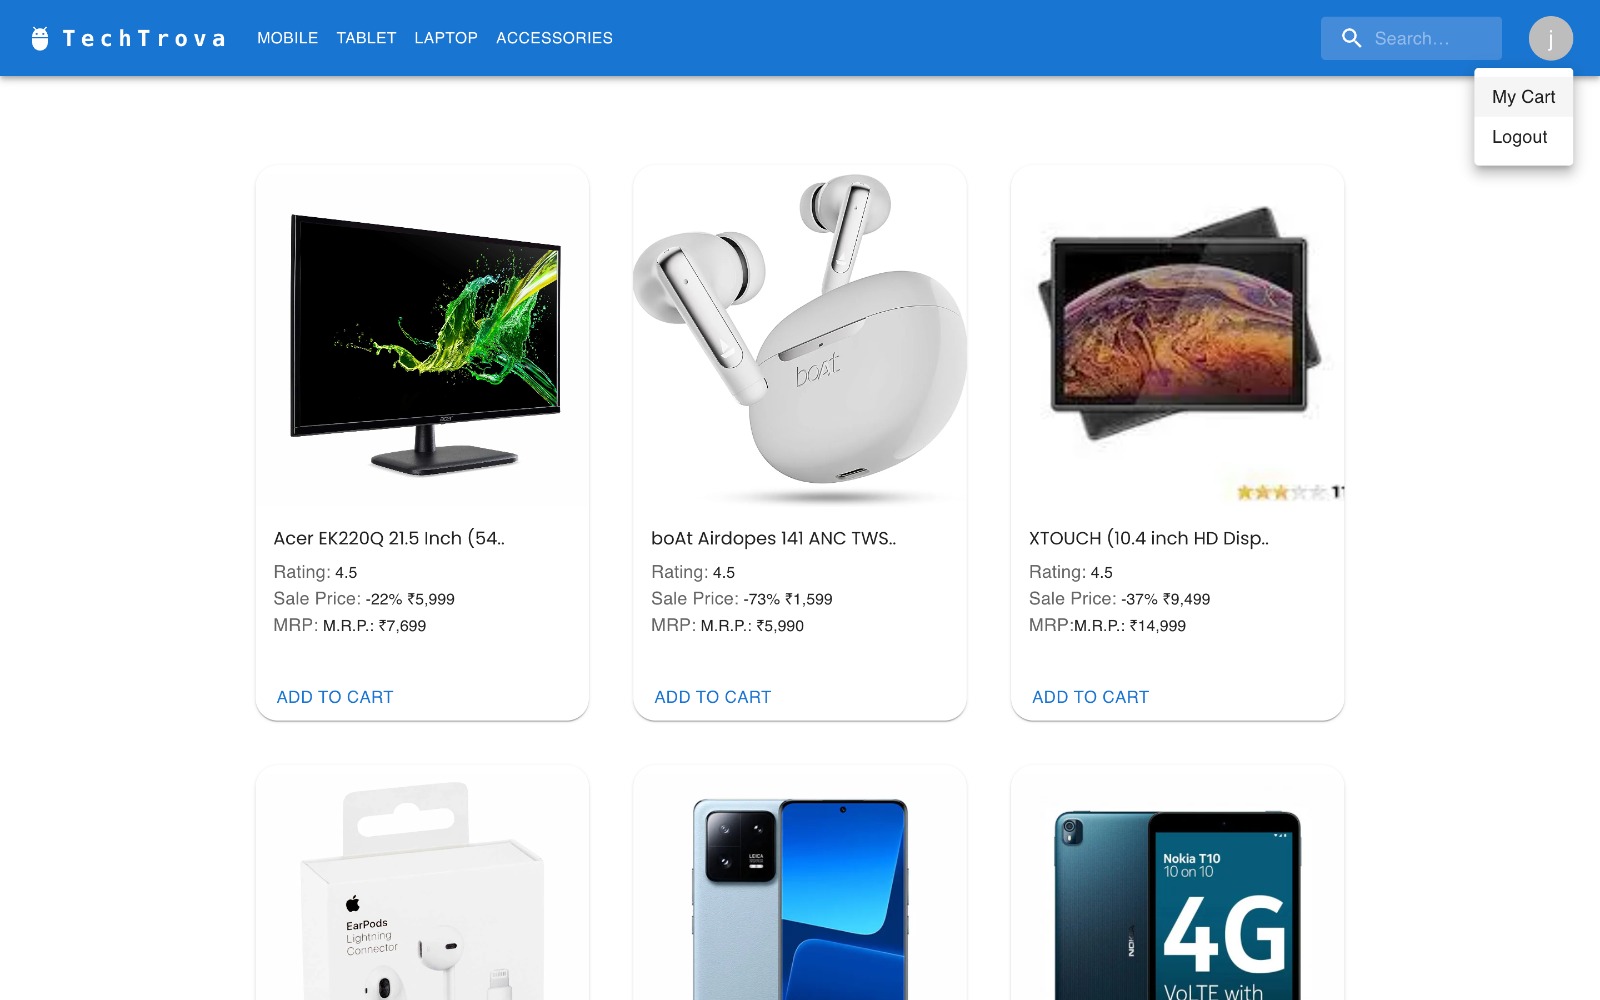 TechTrova MOBILE TABLET LAPTOP ACCESSORIES Search... j
My Cart
Logout
acer
boAt
Acer EK220Q 21.5 Inch (54..
Rating: 4.5
Sale Price: -22% ₹5,999
MRP: M.R.P.: ₹7,699
ADD TO CART
boAt Airdopes 141 ANC TWS..
Rating: 4.5
Sale Price: -73% ₹1,599
MRP: M.R.P.: ₹5,990
ADD TO CART
XTOUCH (10.4 inch HD Disp..
Rating: 4.5
Sale Price: -37% ₹9,499
MRP:M.R.P.: ₹14,999
ADD TO CART
EarPods
Lightning
Connector
LEICA
NOKIA
Nokia T10
10 on 10
4G
VoLTE with